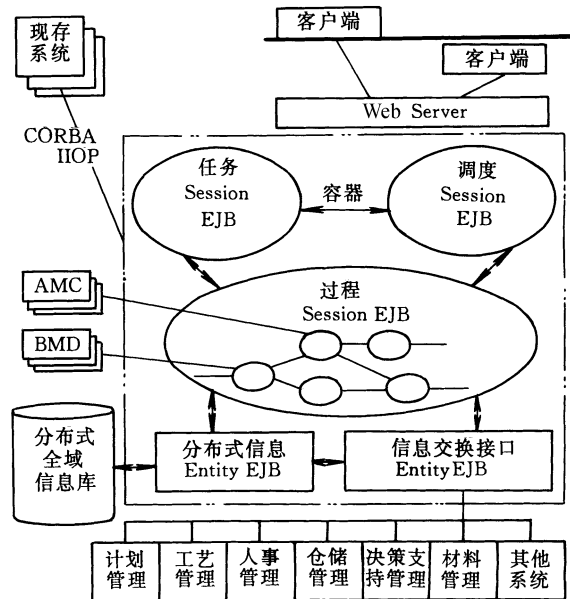 现存
系统
客户端
客户端
Web Server
CORBA
IIOP
任务
Session
EJB
容器
调度
Session
EJB
AMC
过程
Session EJB
BMD
分布式
全域
信息库
分布式信息
Entity EJB
信息交换接口
Entity EJB
计划
管理
工艺
管理
人事
管理
仓储
管理
决策支
持管理
材料
管理
其他
系统